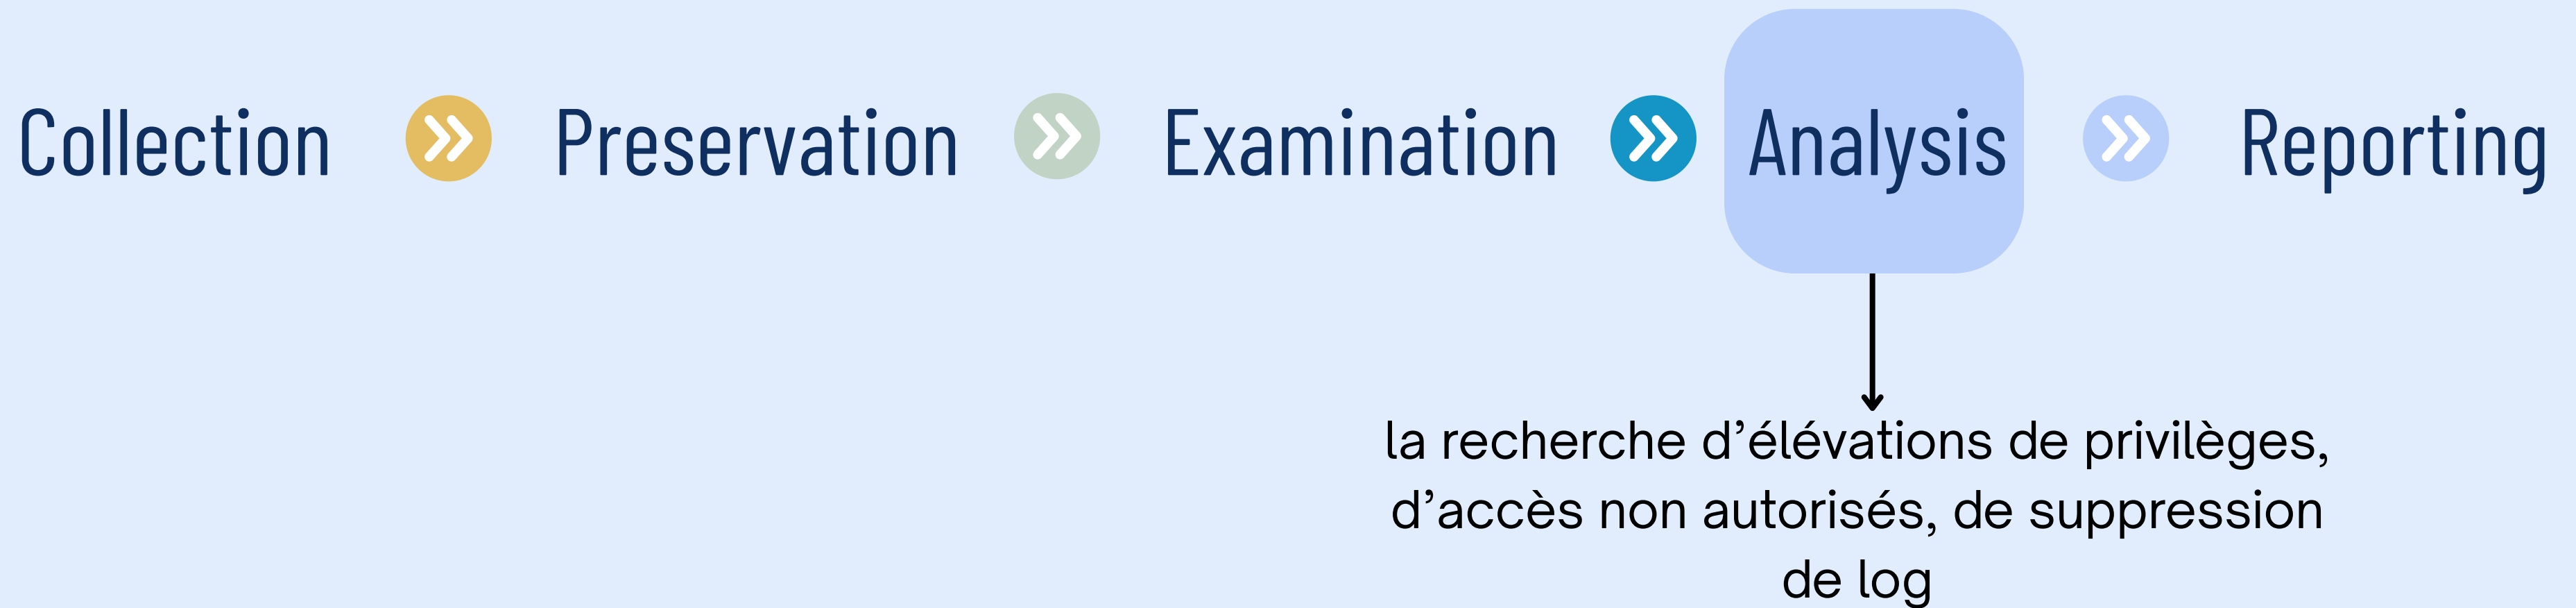 Collection Preservation Examination Analysis Reporting
la recherche d’élévations de privilèges,
d’accès non autorisés, de suppression
de log